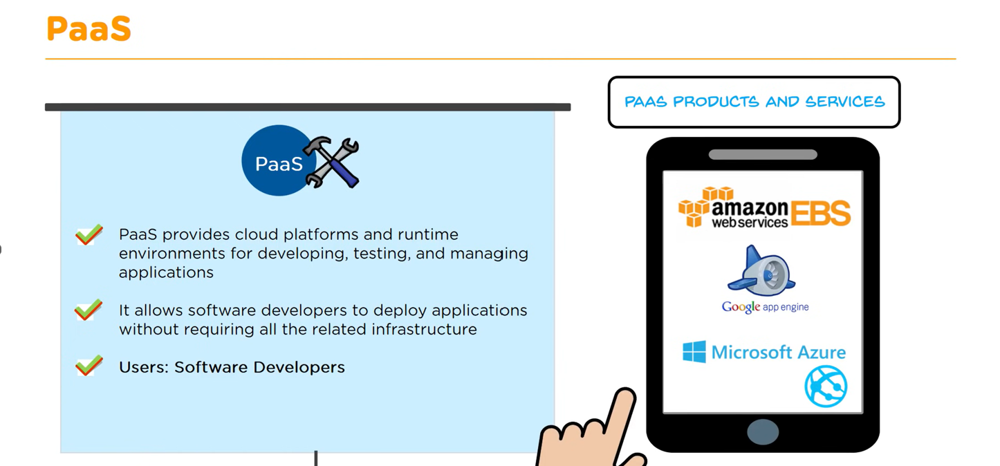 PaaS
PAAS PRODUCTS AND SERVICES
PaaS
PaaS provides cloud platforms and runtime
environments for developing, testing, and managing
applications
It allows software developers to deploy applications
without requiring all the related infrastructure
Users: Software Developers
amazon
webservices EBS
Google app engine
Microsoft Azure